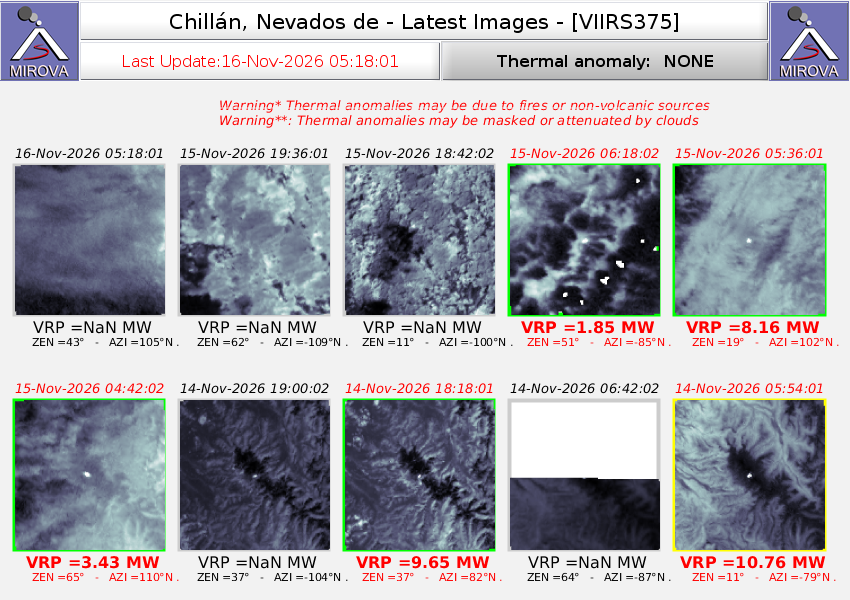 MIROVA
Chillán, Nevados de - Latest Images - [VIIRS375]
MIROVA
Last Update:16-Nov-2026 05:18:01
Thermal anomaly: NONE
Warning* Thermal anomalies may be due to fires or non-volcanic sources
Warning**: Thermal anomalies may be masked or attenuated by clouds
16-Nov-2026 05:18:01 15-Nov-2026 19:36:01 15-Nov-2026 18:42:02 15-Nov-2026 06:18:02 15-Nov-2026 05:36:01
VRP =NaN MW VRP =NaN MW VRP =NaN MW VRP =1.85 MW VRP =8.16 MW
ZEN =43° - AZI =105°N . ZEN =62° - AZI =-109°N . ZEN =11° - AZI =-100°N . ZEN =51° - AZI =-85°N . ZEN =19° - AZI =102°N .
15-Nov-2026 04:42:02 14-Nov-2026 19:00:02 14-Nov-2026 18:18:01 14-Nov-2026 06:42:02 14-Nov-2026 05:54:01
VRP =3.43 MW VRP =NaN MW VRP =9.65 MW VRP =NaN MW VRP =10.76 MW
ZEN =65° - AZI =110°N . ZEN =37° - AZI =-104°N . ZEN =37° - AZI =82°N . ZEN =64° - AZI =-87°N . ZEN =11° - AZI =-79°N .